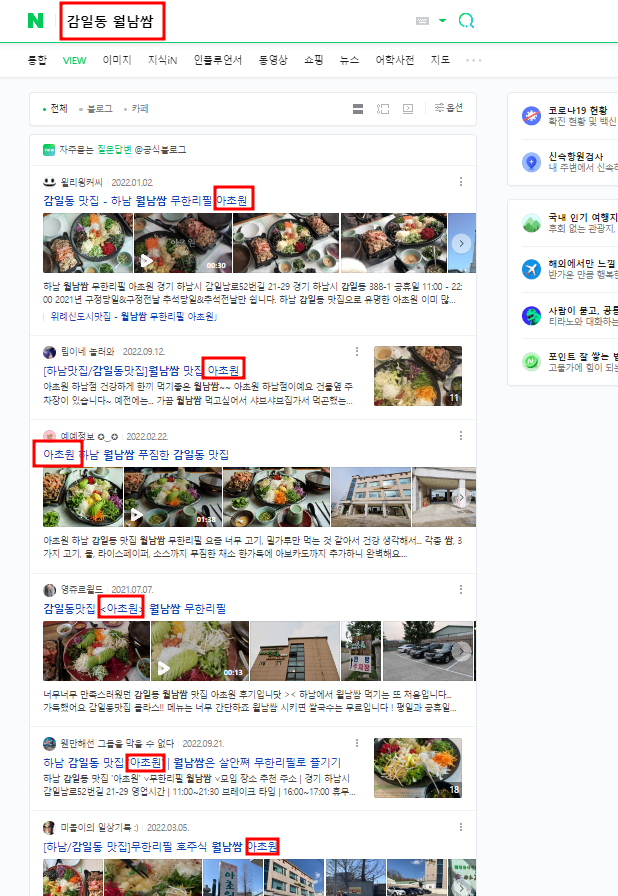 N 감일동 월남쌈
통합 VIEW 이미지 지식iN 인플루언서 동영상 쇼핑 뉴스 어학사전 지도
전체 블로그 카페 옵션
자주묻는 질문답변 @공식블로그
윌리윙커씨 2022.01.02.
감일동 맛집 - 하남 월남쌈 무한리필 아초원
00:30
하남 월남쌈 무한리필 아초원 경기 하남시 감일남로52번길 21-29 경기 하남시 감일동 388-1 공휴일 11:00 - 22:
00 2021년 구정당일&구정전날 추석당일&추석전날만 쉽니다. 하남 감일동 맛집으로 유명한 아초원 이미 많...
위례신도시맛집 - 월남쌈 무한리필 아초원♩
팀이네 놀러와 2022.09.12.
[하남맛집/감일동맛집]월남쌈 맛집 아초원
아초원 하남점 건강하게 한끼 먹기좋은 월남쌈~~ 아초원 하남점이예요 건물옆 주
차장이 있습니다~ 예전에는.. 가끔 월남쌈 먹고싶어서 샤브샤브집가서 먹곤했는...
11
예예정보 ✪_✪ 2022.02.22.
아초원 하남 월남쌈 푸짐한 감일동 맛집
01:38
아초원 하남 감일동 맛집 월남쌈 무한리필 요즘 너무 고기, 밀가루만 먹는 것 같아서 건강 생각해서.. 각종 쌈, 3
가지 고기, 물, 라이스페이퍼, 소스까지 푸짐한 채소 한가득에 아보카도까지 추가하니 완벽해요....
영쥬르월드 2021.07.07.
감일동맛집 <아초원> 월남쌈 무한리필
00:13
너무너무 만족스러웠던 감일동 월남쌈 맛집 아초원 후기입니닷 >< 하남에서 월남쌈 먹기는 또 처음입니다...
가득했어요 감일동맛집 클라스!! 메뉴는 너무 간단하죠 월남쌈 시키면 쌀국수는 무료입니다 ! 평일과 공휴일...
원만해선 그들을 막을 수 없다 2022.09.21.
하남 감일동 맛집 '아초원' | 월남쌈은 살안쪄 무한리필로 즐기기
하남 감일동 맛집 '아초원' ˅무한리필 월남쌈 ˅모임 장소 추천 주소 | 경기 하남시
감일남로52번길 21-29 영업시간 | 11:00~21:30 브레이크 타임 | 16:00~17:00 휴무...
18
미롬이의 일상기록 :) 2022.03.05.
[하남/감일동 맛집]무한리필 호주식 월남쌈 아초원
아초원
코로나19 현황
확진 현황 및 백신
신속항원검사
내 주변에서 신속하
국내 인기 여행지
후회 없는 관광지,
해외에서만 느낄
반가운 만큼 행복한
사람이 묻고, 공룡
티라노와 대화하는
포인트 잘 쌓는 법
고물가에 힘이 되는